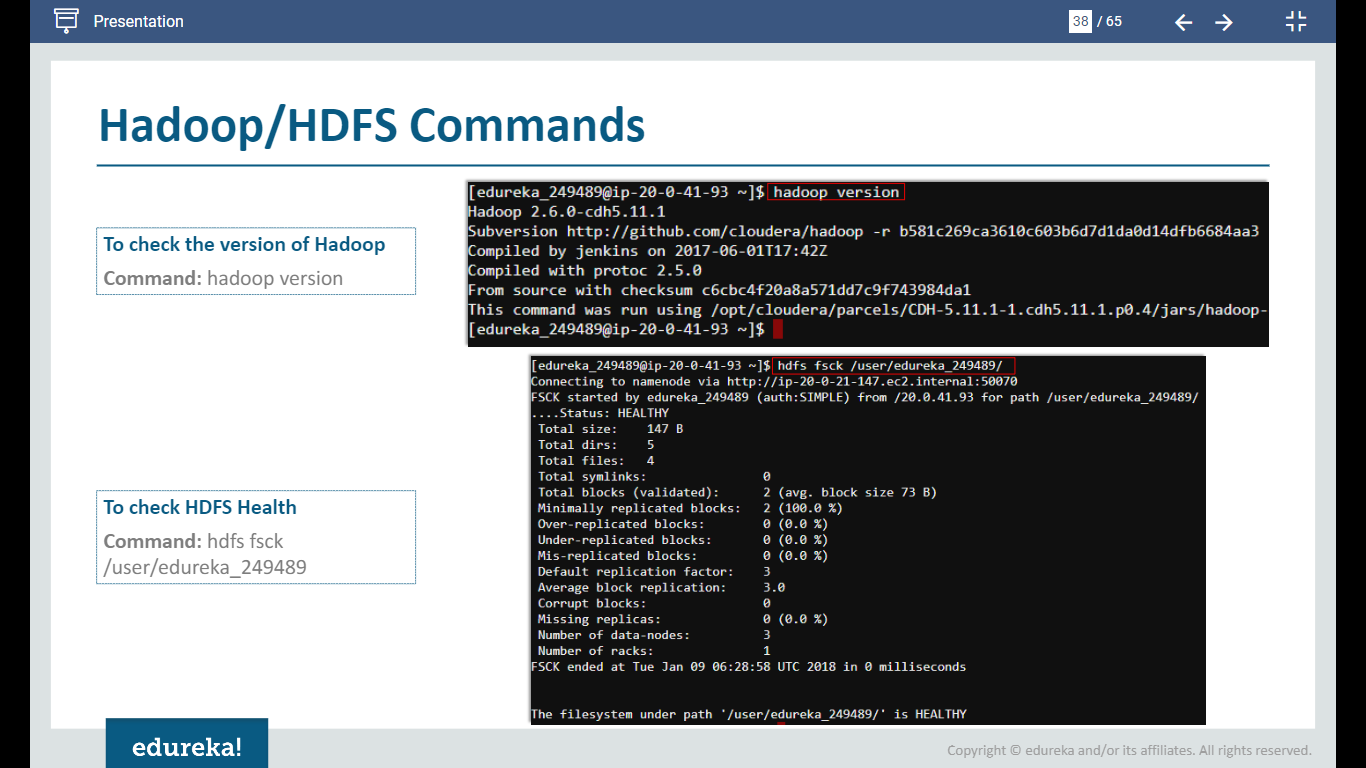 Presentation
38 / 65
Hadoop/HDFS Commands
To check the version of Hadoop
Command: hadoop version
[edureka_249489@ip-20-0-41-93 ~]$ hadoop version
Hadoop 2.6.0-cdh5.11.1
Subversion http://github.com/cloudera/hadoop -r b581c269ca3610c603b6d7d1da0d14dfb6684aa3
Compiled by jenkins on 2017-06-01T17:42Z
Compiled with protoc 2.5.0
From source with checksum c6cbc4f20a8a571dd7c9f743984da1
This command was run using /opt/cloudera/parcels/CDH-5.11.1-1.cdh5.11.1.p0.4/jars/hadoop-
[edureka_249489@ip-20-0-41-93 ~]$
To check HDFS Health
Command: hdfs fsck
/user/edureka_249489
[edureka_249489@ip-20-0-41-93 ~]$ hdfs fsck /user/edureka_249489/
Connecting to namenode via http://ip-20-0-21-147.ec2.internal:50070
FSCK started by edureka_249489 (auth:SIMPLE) from /20.0.41.93 for path /user/edureka_249489/
....Status: HEALTHY
Total size: 147 B
Total dirs: 5
Total files: 4
Total symlinks: 0
Total blocks (validated): 2 (avg. block size 73 B)
Minimally replicated blocks: 2 (100.0 %)
Over-replicated blocks: 0 (0.0 %)
Under-replicated blocks: 0 (0.0 %)
Mis-replicated blocks: 0 (0.0 %)
Default replication factor: 3
Average block replication: 3.0
Corrupt blocks: 0
Missing replicas: 0 (0.0 %)
Number of data-nodes: 3
Number of racks: 1
FSCK ended at Tue Jan 09 06:28:58 UTC 2018 in 0 milliseconds
The filesystem under path '/user/edureka_249489/' is HEALTHY
edureka!
Copyright © edureka and/or its affiliates. All rights reserved.